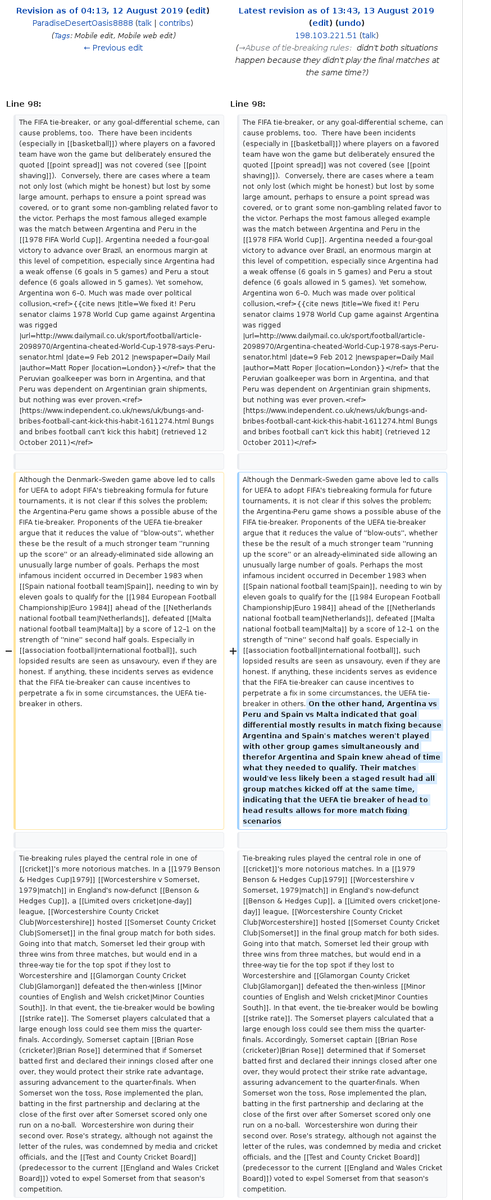 Revision as of 04:13, 12 August 2019 (edit)
ParadiseDesertOasis8888 (talk | contribs)
(Tags: Mobile edit, Mobile web edit)
← Previous edit
Latest revision as of 13:43, 13 August 2019
(edit) (undo)
198.103.221.51 (talk)
(→Abuse of tie-breaking rules: didn't both situations
happen because they didn't play the final matches at
the same time?)
Line 98:
Line 98:
The FIFA tie-breaker, or any goal-differential scheme, can
cause problems, too.  There have been incidents
(especially in [[basketball]]) where players on a favored
team have won the game but deliberately ensured the
quoted [[point spread]] was not covered (see [[point
shaving]]).  Conversely, there are cases where a team
not only lost (which might be honest) but lost by some
large amount, perhaps to ensure a point spread was
covered, or to grant some non-gambling related favor to
the victor. Perhaps the most famous alleged example
was the match between Argentina and Peru in the
[[1978 FIFA World Cup]]. Argentina needed a four-goal
victory to advance over Brazil, an enormous margin at
this level of competition, especially since Argentina had
a weak offense (6 goals in 5 games) and Peru a stout
defence (6 goals allowed in 5 games). Yet somehow,
Argentina won 6–0. Much was made over political
collusion,<ref>{{cite news |title=We fixed it! Peru
senator claims 1978 World Cup game against Argentina
was rigged
|url=http://www.dailymail.co.uk/sport/football/article-
2098970/Argentina-cheated-World-Cup-1978-says-Peru-
senator.html |date=9 Feb 2012 |newspaper=Daily Mail
|author=Matt Roper |location=London}}</ref> that the
Peruvian goalkeeper was born in Argentina, and that
Peru was dependent on Argentinian grain shipments,
but nothing was ever proven.<ref>
[https://www.independent.co.uk/news/uk/bungs-and-
bribes-football-cant-kick-this-habit-1611274.html Bungs
and bribes football can't kick this habit] (retrieved 12
October 2011)</ref>
The FIFA tie-breaker, or any goal-differential scheme, can
cause problems, too.  There have been incidents
(especially in [[basketball]]) where players on a favored
team have won the game but deliberately ensured the
quoted [[point spread]] was not covered (see [[point
shaving]]).  Conversely, there are cases where a team
not only lost (which might be honest) but lost by some
large amount, perhaps to ensure a point spread was
covered, or to grant some non-gambling related favor to
the victor. Perhaps the most famous alleged example
was the match between Argentina and Peru in the
[[1978 FIFA World Cup]]. Argentina needed a four-goal
victory to advance over Brazil, an enormous margin at
this level of competition, especially since Argentina had
a weak offense (6 goals in 5 games) and Peru a stout
defence (6 goals allowed in 5 games). Yet somehow,
Argentina won 6–0. Much was made over political
collusion,<ref>{{cite news |title=We fixed it! Peru
senator claims 1978 World Cup game against Argentina
was rigged
|url=http://www.dailymail.co.uk/sport/football/article-
2098970/Argentina-cheated-World-Cup-1978-says-Peru-
senator.html |date=9 Feb 2012 |newspaper=Daily Mail
|author=Matt Roper |location=London}}</ref> that the
Peruvian goalkeeper was born in Argentina, and that
Peru was dependent on Argentinian grain shipments,
but nothing was ever proven.<ref>
[https://www.independent.co.uk/news/uk/bungs-and-
bribes-football-cant-kick-this-habit-1611274.html Bungs
and bribes football can't kick this habit] (retrieved 12
October 2011)</ref>
−
Although the Denmark–Sweden game above led to calls
for UEFA to adopt FIFA's tiebreaking formula for future
tournaments, it is not clear if this solves the problem;
the Argentina-Peru game shows a possible abuse of the
FIFA tie-breaker. Proponents of the UEFA tie-breaker
argue that it reduces the value of "blow-outs", whether
these be the result of a much stronger team "running
up the score" or an already-eliminated side allowing an
unusually large number of goals. Perhaps the most
infamous incident occurred in December 1983 when
[[Spain national football team|Spain]], needing to win by
eleven goals to qualify for the [[1984 European Football
Championship|Euro 1984]] ahead of the [[Netherlands
national football team|Netherlands]], defeated [[Malta
national football team|Malta]] by a score of 12–1 on the
strength of ''nine'' second half goals. Especially in
[[association football|international football]], such
lopsided results are seen as unsavoury, even if they are
honest. If anything, these incidents serves as evidence
that the FIFA tie-breaker can cause incentives to
perpetrate a fix in some circumstances, the UEFA tie-
breaker in others.
+
Although the Denmark–Sweden game above led to calls
for UEFA to adopt FIFA's tiebreaking formula for future
tournaments, it is not clear if this solves the problem;
the Argentina-Peru game shows a possible abuse of the
FIFA tie-breaker. Proponents of the UEFA tie-breaker
argue that it reduces the value of "blow-outs", whether
these be the result of a much stronger team "running
up the score" or an already-eliminated side allowing an
unusually large number of goals. Perhaps the most
infamous incident occurred in December 1983 when
[[Spain national football team|Spain]], needing to win by
eleven goals to qualify for the [[1984 European Football
Championship|Euro 1984]] ahead of the [[Netherlands
national football team|Netherlands]], defeated [[Malta
national football team|Malta]] by a score of 12–1 on the
strength of ''nine'' second half goals. Especially in
[[association football|international football]], such
lopsided results are seen as unsavoury, even if they are
honest. If anything, these incidents serves as evidence
that the FIFA tie-breaker can cause incentives to
perpetrate a fix in some circumstances, the UEFA tie-
breaker in others. On the other hand, Argentina vs
Peru and Spain vs Malta indicated that goal
differential mostly results in match fixing because
Argentina and Spain's matches weren't played
with other group games simultaneously and
therefor Argentina and Spain knew ahead of time
what they needed to qualify. Their matches
would've less likely been a staged result had all
group matches kicked off at the same time,
indicating that the UEFA tie breaker of head to
head results allows for more match fixing
scenarios
Tie-breaking rules played the central role in one of
[[cricket]]'s more notorious matches. In a [[1979 Benson
& Hedges Cup|1979]] [[Worcestershire v Somerset,
1979|match]] in England's now-defunct [[Benson &
Hedges Cup]], a [[Limited overs cricket|one-day]]
league, [[Worcestershire County Cricket
Club|Worcestershire]] hosted [[Somerset County Cricket
Club|Somerset]] in the final group match for both sides.
Going into that match, Somerset led their group with
three wins from three matches, but would end in a
three-way tie for the top spot if they lost to
Worcestershire and [[Glamorgan County Cricket
Club|Glamorgan]] defeated the then-winless [[Minor
counties of English and Welsh cricket|Minor Counties
South]]. In that event, the tie-breaker would be bowling
[[strike rate]]. The Somerset players calculated that a
large enough loss could see them miss the quarter-
finals. Accordingly, Somerset captain [[Brian Rose
(cricketer)|Brian Rose]] determined that if Somerset
batted first and declared their innings closed after one
over, they would protect their strike rate advantage,
assuring advancement to the quarter-finals. When
Somerset won the toss, Rose implemented the plan,
batting in the first partnership and declaring at the
close of the first over after Somerset scored only one
run on a no-ball.  Worcestershire won during their
second over. Rose's strategy, although not against the
letter of the rules, was condemned by media and cricket
officials, and the [[Test and County Cricket Board]]
(predecessor to the current [[England and Wales Cricket
Board]]) voted to expel Somerset from that season's
competition.
Tie-breaking rules played the central role in one of
[[cricket]]'s more notorious matches. In a [[1979
Benson & Hedges Cup|1979]] [[Worcestershire v
Somerset, 1979|match]] in England's now-defunct
[[Benson & Hedges Cup]], a [[Limited overs cricket|one-
day]] league, [[Worcestershire County Cricket
Club|Worcestershire]] hosted [[Somerset County Cricket
Club|Somerset]] in the final group match for both sides.
Going into that match, Somerset led their group with
three wins from three matches, but would end in a
three-way tie for the top spot if they lost to
Worcestershire and [[Glamorgan County Cricket
Club|Glamorgan]] defeated the then-winless [[Minor
counties of English and Welsh cricket|Minor Counties
South]]. In that event, the tie-breaker would be bowling
[[strike rate]]. The Somerset players calculated that a
large enough loss could see them miss the quarter-
finals. Accordingly, Somerset captain [[Brian Rose
(cricketer)|Brian Rose]] determined that if Somerset
batted first and declared their innings closed after one
over, they would protect their strike rate advantage,
assuring advancement to the quarter-finals. When
Somerset won the toss, Rose implemented the plan,
batting in the first partnership and declaring at the
close of the first over after Somerset scored only one
run on a no-ball.  Worcestershire won during their
second over. Rose's strategy, although not against the
letter of the rules, was condemned by media and cricket
officials, and the [[Test and County Cricket Board]]
(predecessor to the current [[England and Wales Cricket
Board]]) voted to expel Somerset from that season's
competition.